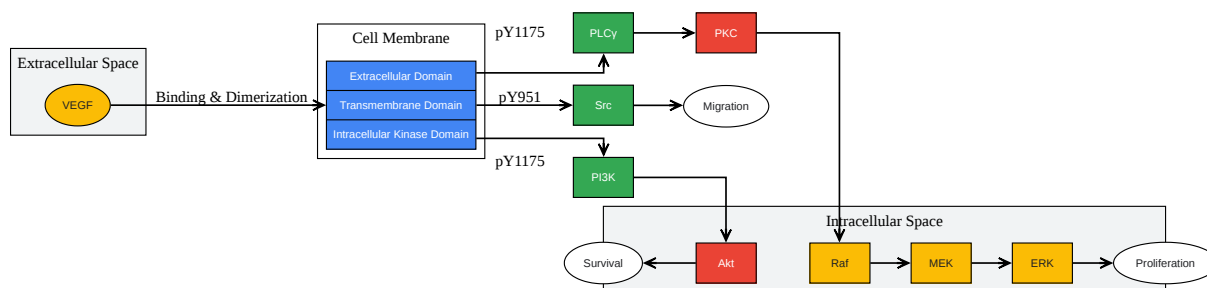 Extracellular Space
VEGF
Binding & Dimerization
Cell Membrane
Extracellular Domain
Transmembrane Domain
Intracellular Kinase Domain
pY1175
PLCγ
PKC
pY951
Src
Migration
pY1175
PI3K
Intracellular Space
Survival
Akt
Raf
MEK
ERK
Proliferation